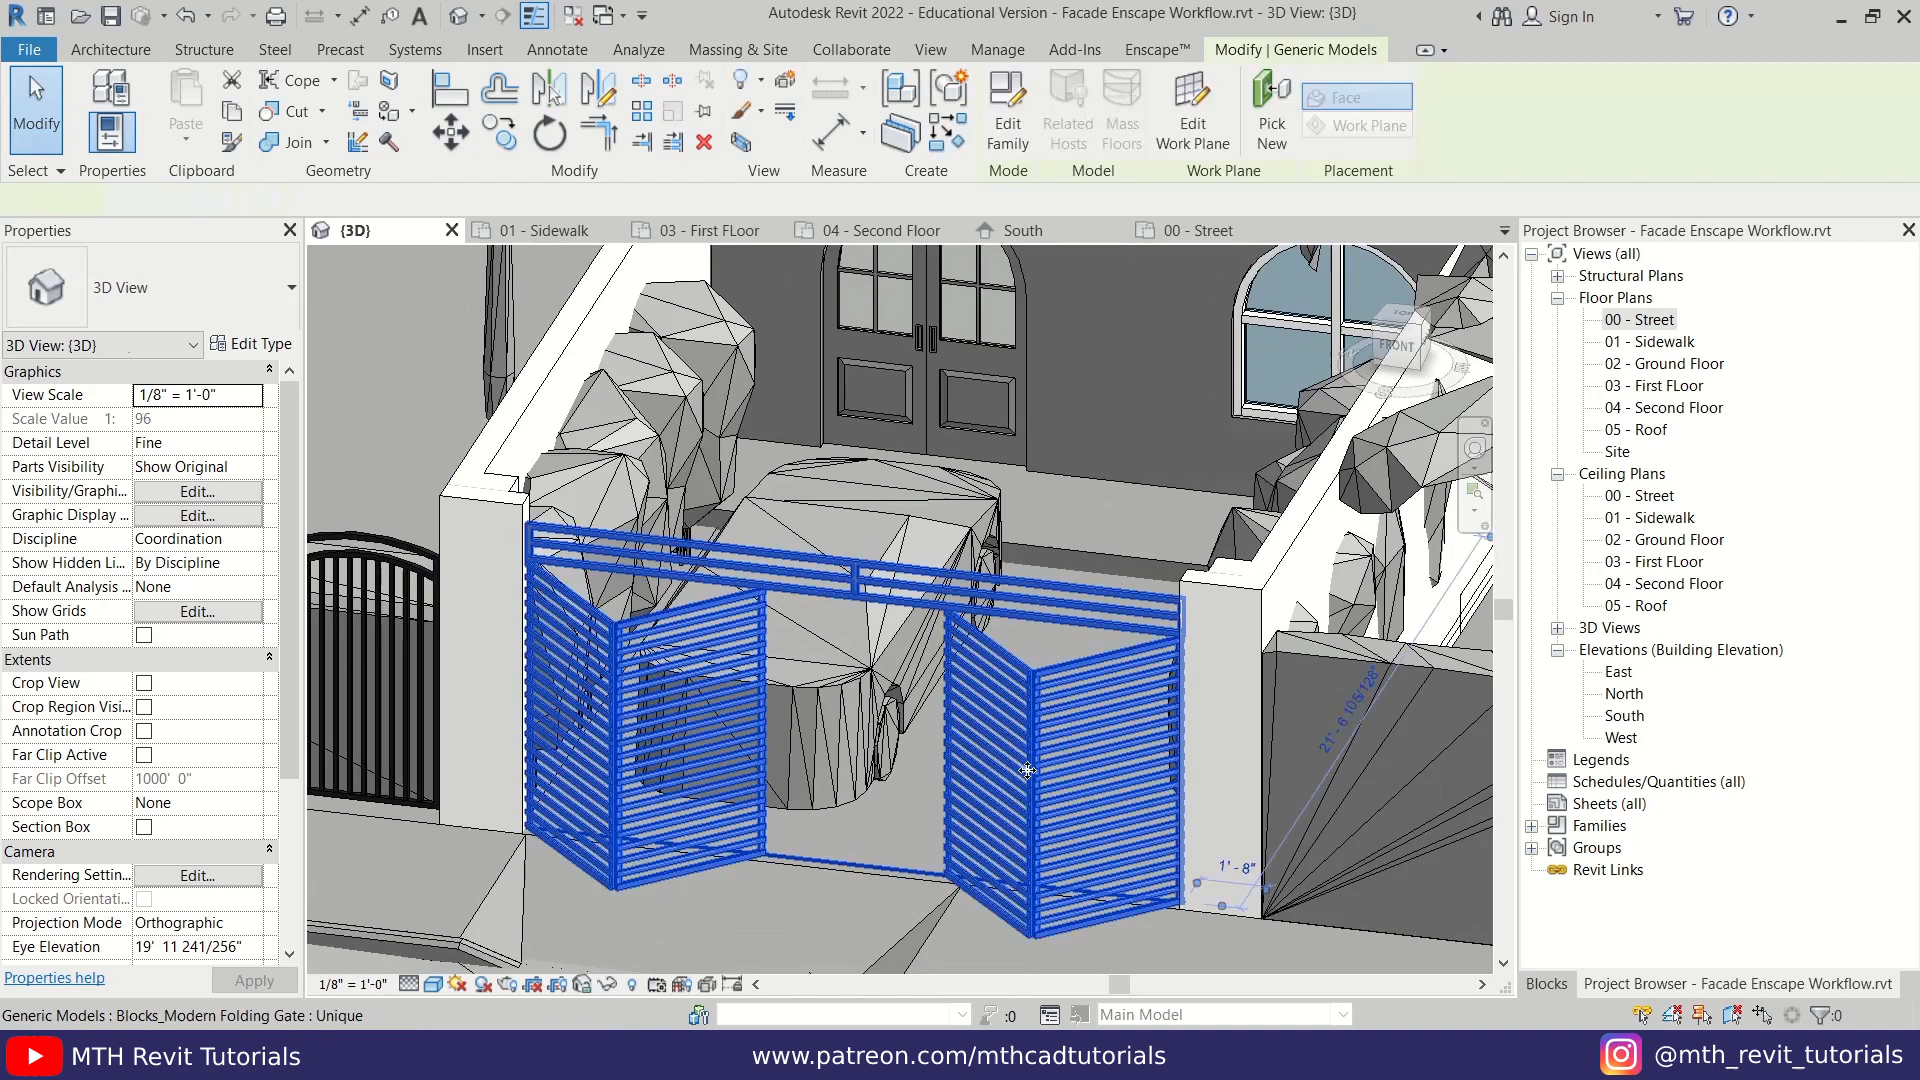 Autodesk Revit 2022 - Educational Version - Facade Enscape Workflow.rvt - 3D View: {3D}
Sign In
File Architecture Structure Steel Precast Systems Insert Annotate Analyze Massing & Site Collaborate View Manage Add-Ins Enscape™ Modify | Generic Models
Modify
Paste
Cope
Cut
Join
Edit Family
Related Hosts
Mass Floors
Edit Work Plane
Pick New
Face
Work Plane
Select Properties Clipboard Geometry Modify View Measure Create Mode Model Work Plane Placement
Properties
{3D} 01 - Sidewalk 03 - First FLoor 04 - Second Floor South 00 - Street
Project Browser - Facade Enscape Workflow.rvt
3D View
3D View: {3D} Edit Type
Graphics
View Scale 1/8" = 1'-0"
Scale Value 1: 96
Detail Level Fine
Parts Visibility Show Original
Visibility/Graphi... Edit...
Graphic Display ... Edit...
Discipline Coordination
Show Hidden Li... By Discipline
Default Analysis ... None
Show Grids Edit...
Sun Path
Extents
Crop View
Crop Region Visi...
Annotation Crop
Far Clip Active
Far Clip Offset 1000' 0"
Scope Box None
Section Box
Camera
Rendering Settin... Edit...
Locked Orientati...
Projection Mode Orthographic
Eye Elevation 19' 11 241/256"
Properties help Apply
TOP
FRONT
21' - 6 105/128"
1' - 8"
Views (all)
Structural Plans
Floor Plans
00 - Street
01 - Sidewalk
02 - Ground Floor
03 - First FLoor
04 - Second Floor
05 - Roof
Site
Ceiling Plans
00 - Street
01 - Sidewalk
02 - Ground Floor
03 - First FLoor
04 - Second Floor
05 - Roof
3D Views
Elevations (Building Elevation)
East
North
South
West
Legends
Schedules/Quantities (all)
Sheets (all)
Families
Groups
Revit Links
1/8" = 1'-0"
Blocks Project Browser - Facade Enscape Workflow.rvt
Generic Models : Blocks_Modern Folding Gate : Unique
:0
Main Model
:0
MTH Revit Tutorials
www.patreon.com/mthcadtutorials
@mth_revit_tutorials